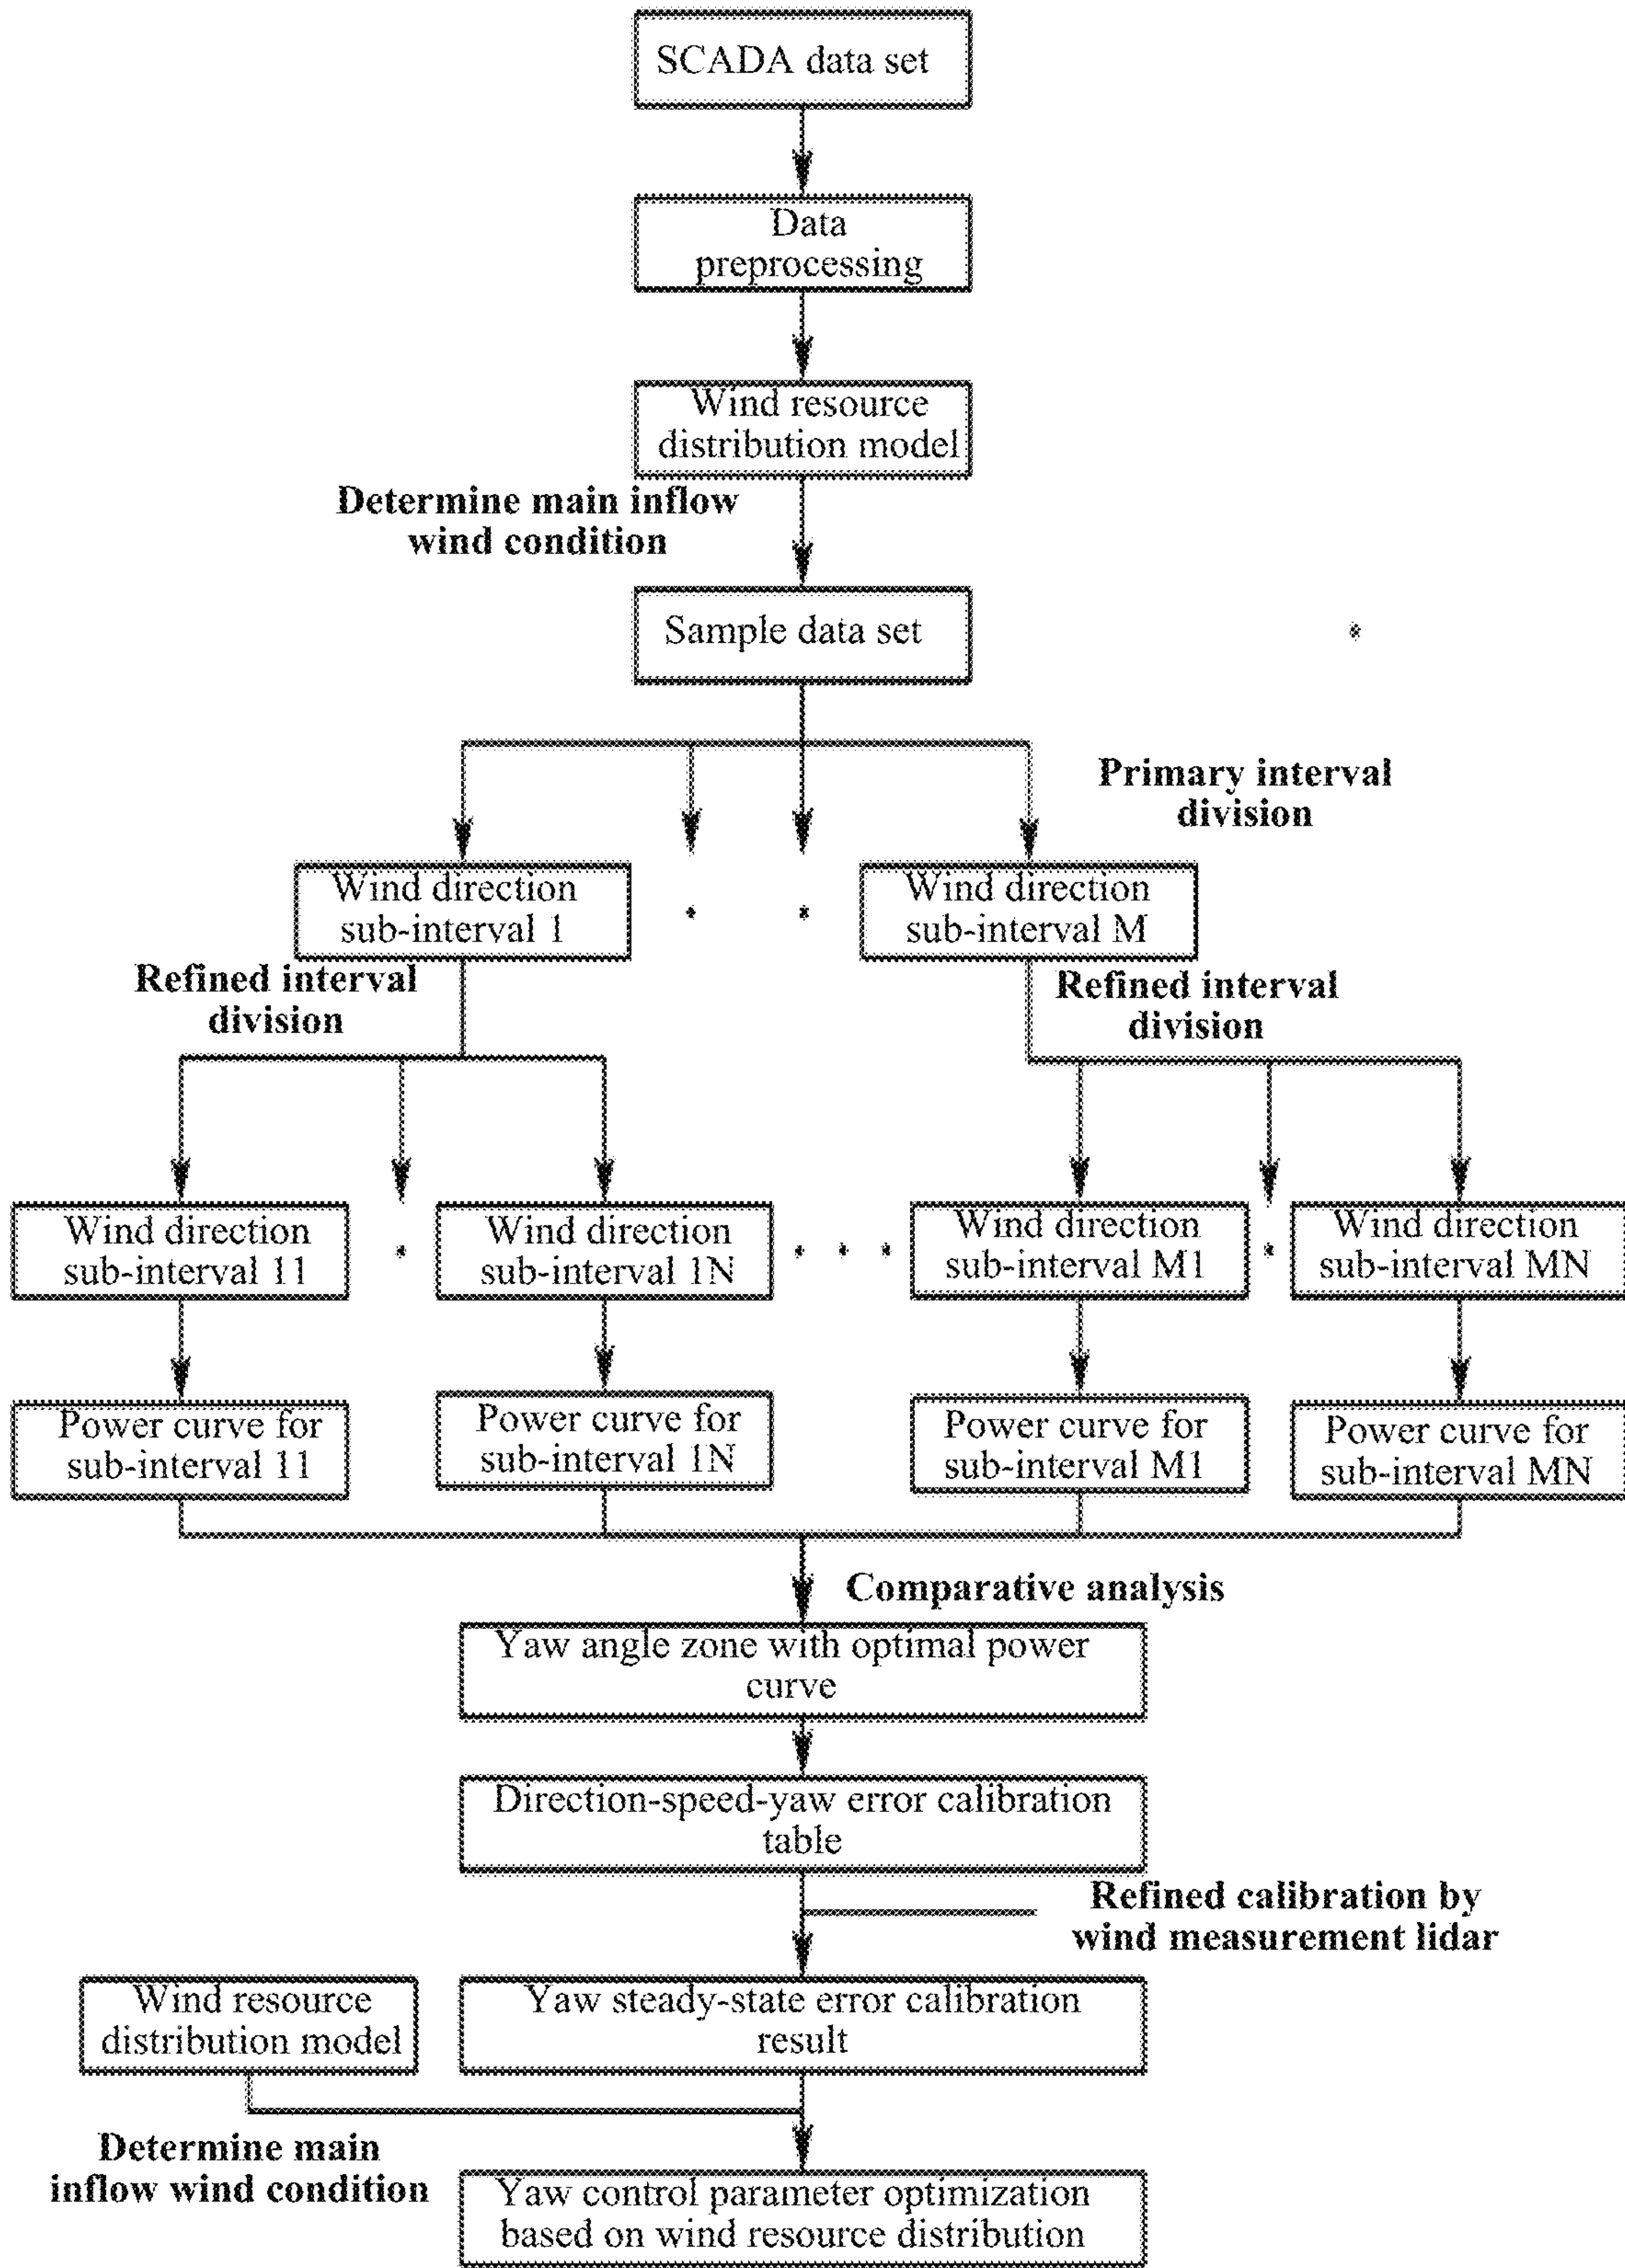 SCADA data set
Data
preprocessing
Wind resource
distribution model
Determine main inflow
wind condition
Sample data set
Primary interval
division
Wind direction
sub-interval 1
Wind direction
sub-interval M
Refined interval
division
Refined interval
division
Wind direction
sub-interval 11
Wind direction
sub-interval 1N
Wind direction
sub-interval M1
Wind direction
sub-interval MN
Power curve for
sub-interval 11
Power curve for
sub-interval 1N
Power curve for
sub-interval M1
Power curve for
sub-interval MN
Comparative analysis
Yaw angle zone with optimal power
curve
Direction-speed-yaw error calibration
table
Refined calibration by
wind measurement lidar
Wind resource
distribution model
Yaw steady-state error calibration
result
Determine main
inflow wind condition
Yaw control parameter optimization
based on wind resource distribution